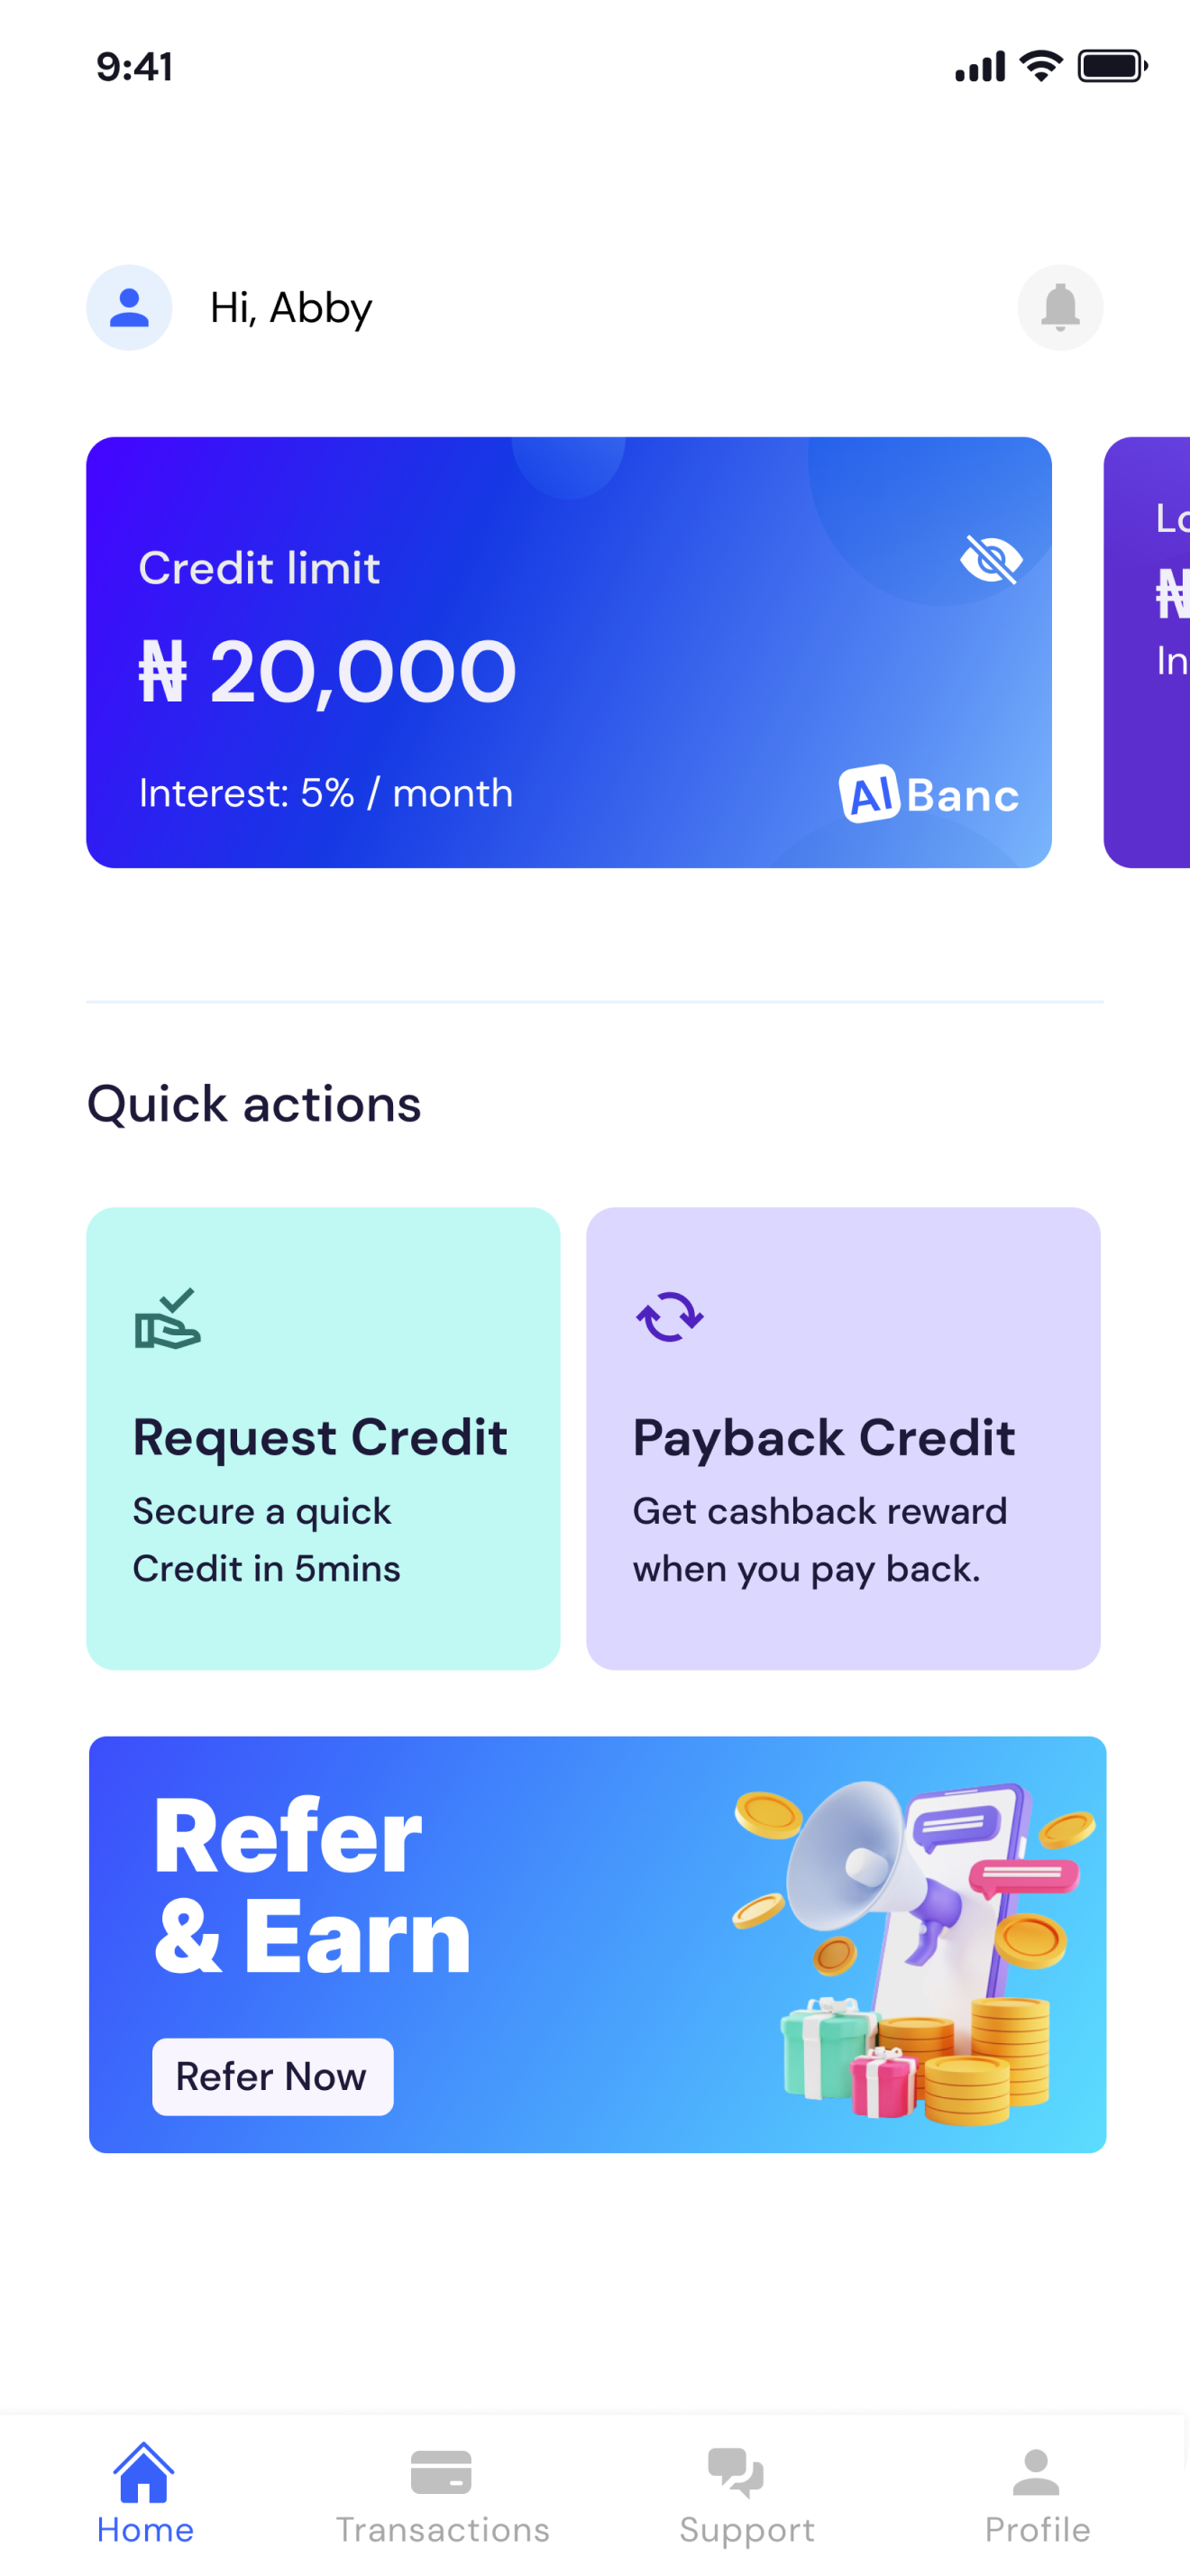 9:41
Hi, Abby
Credit limit
₦ 20,000
Interest: 5% / month
AI Banc
₦
In
Quick actions
Request Credit
Secure a quick
Credit in 5mins
Payback Credit
Get cashback reward
when you pay back.
Refer
& Earn
Refer Now
Home
Transactions
Support
Profile